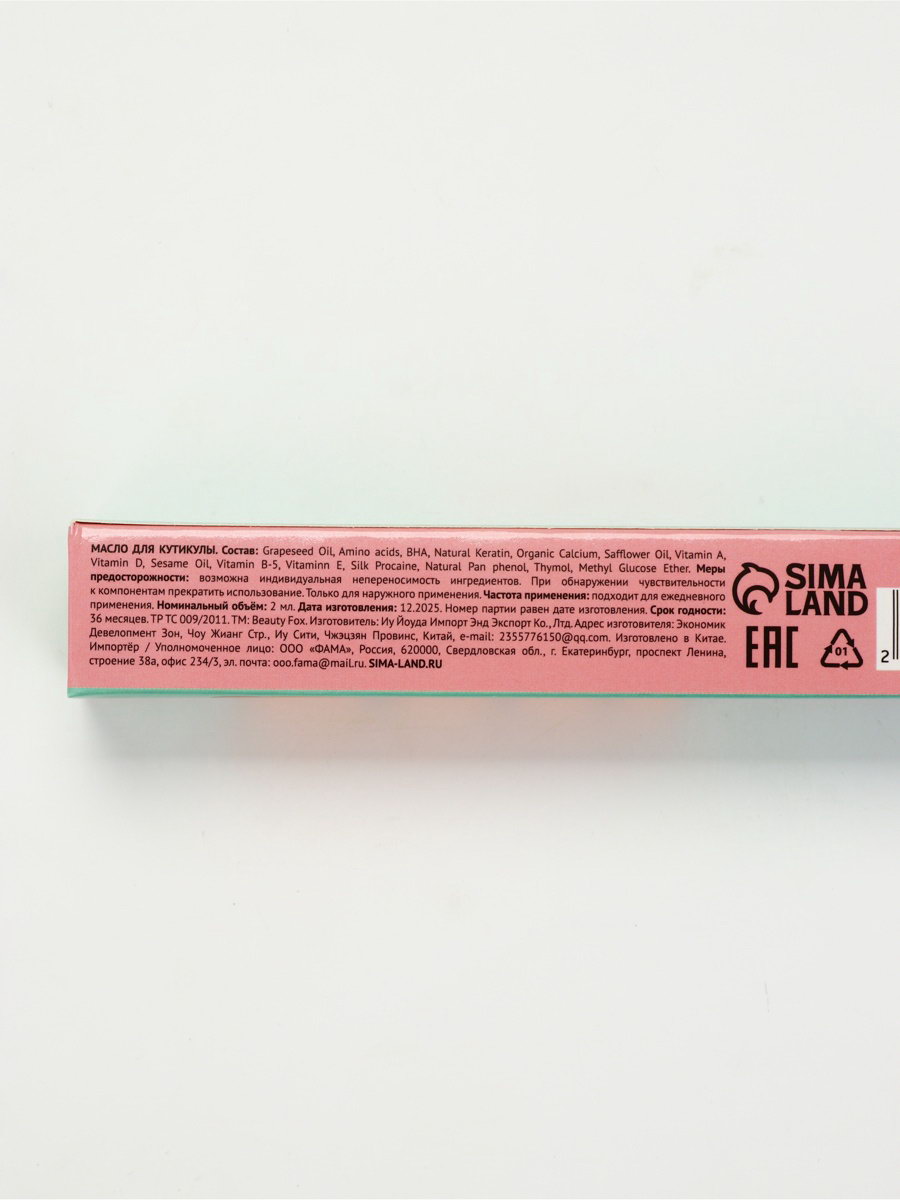 МАСЛО ДЛЯ КУТИКУЛЫ. Состав: Grapeseed Oil, Amino acids, BHA, Natural Keratin, Organic Calcium, Safflower Oil, Vitamin A,
Vitamin D, Sesame Oil, Vitamin B-5, Vitaminn E, Silk Procaine, Natural Pan phenol, Thymol, Methyl Glucose Ether. Меры
предосторожности: возможна индивидуальная непереносимость ингредиентов. При обнаружении чувствительности
к компонентам прекратить использование. Только для наружного применения. Частота применения: подходит для ежедневного
применения. Номинальный объём: 2 мл. Дата изготовления: 12.2025. Номер партии равен дате изготовления. Срок годности:
36 месяцев. ТР ТС 009/2011. ТМ: Beauty Fox. Изготовитель: Иу Йоуда Импорт Энд Экспорт Ко., Лтд. Адрес изготовителя: Экономик
Девелопмент Зон, Чоу Жианг Стр., Иу Сити, Чжэцзян Провинс, Китай, e-mail: 2355776150@qq.com. Изготовлено в Китае.
Импортёр / Уполномоченное лицо: ООО «ФАМА», Россия, 620000, Свердловская обл., г. Екатеринбург, проспект Ленина,
строение 38а, офис 234/3, эл. почта: ooo.fama@mail.ru. SIMA-LAND.RU
SIMA
LAND
EAC
01
2